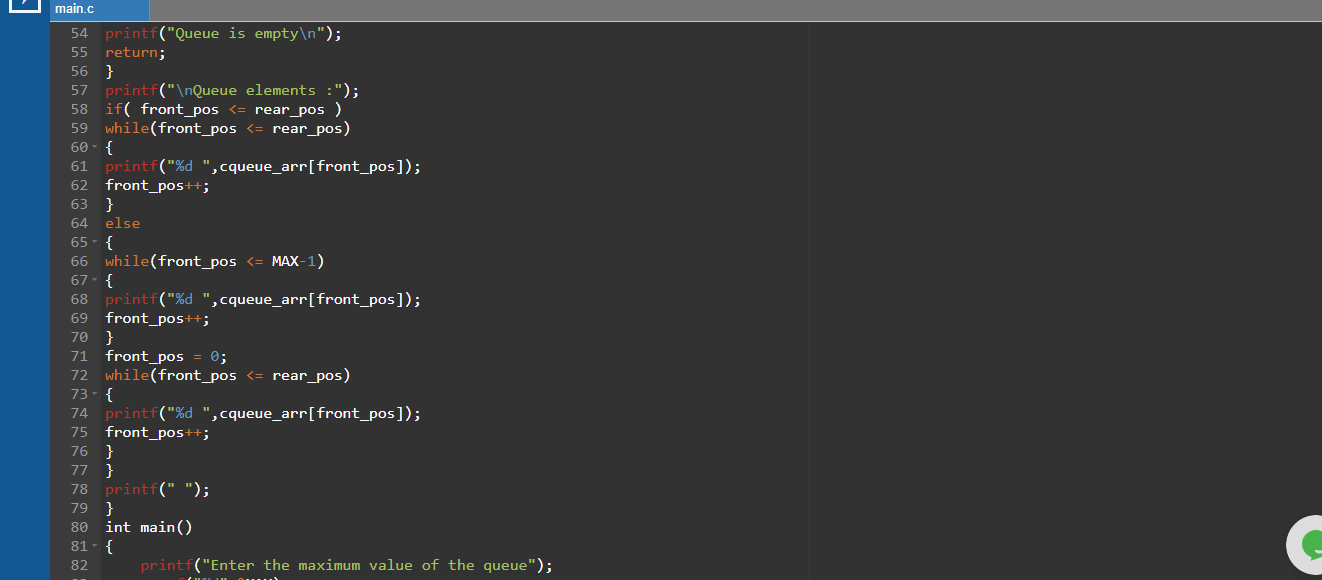 main.c
54 printf("Queue is empty\n");
55 return;
56 }
57 printf("\nQueue elements :");
58 if( front_pos <= rear_pos )
59 while(front_pos <= rear_pos)
60 {
61 printf("%d ",cqueue_arr[front_pos]);
62 front_pos++;
63 }
64 else
65 {
66 while(front_pos <= MAX-1)
67 {
68 printf("%d ",cqueue_arr[front_pos]);
69 front_pos++;
70 }
71 front_pos = 0;
72 while(front_pos <= rear_pos)
73 {
74 printf("%d ",cqueue_arr[front_pos]);
75 front_pos++;
76 }
77 }
78 printf(" ");
79 }
80 int main()
81 {
82     printf("Enter the maximum value of the queue");